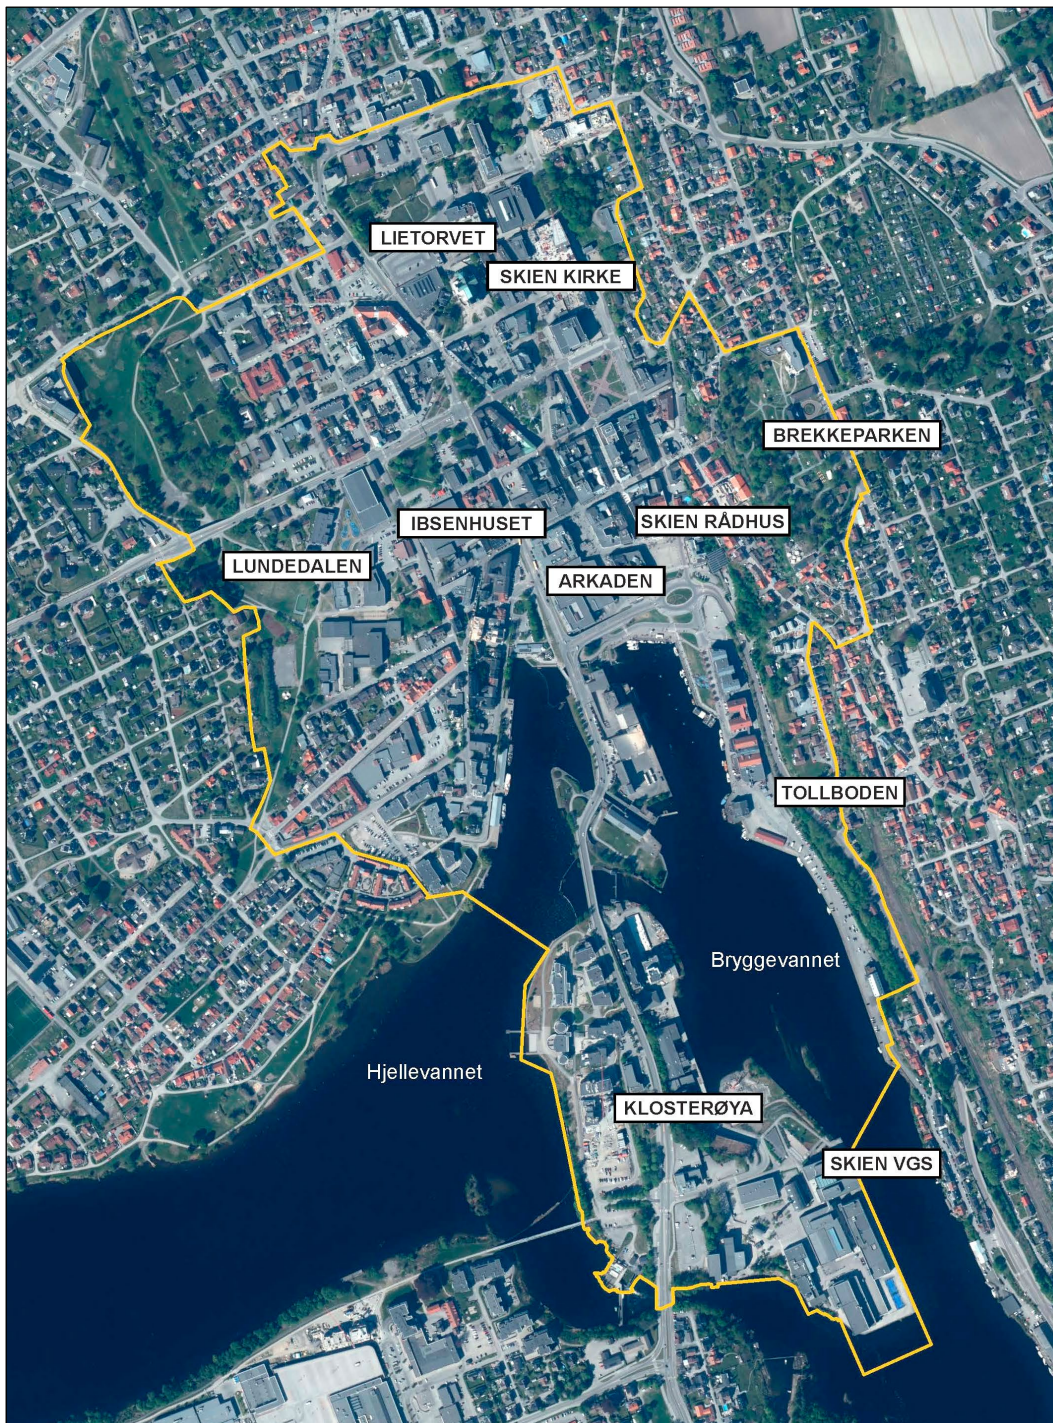 LIETORVET
SKIEN KIRKE
BREKKEPARKEN
IBSENHUSET
SKIEN RÅDHUS
LUNDEDALEN
ARKADEN
TOLLBODEN
Bryggevannet
Hjellevannet
KLOSTERØYA
SKIEN VGS